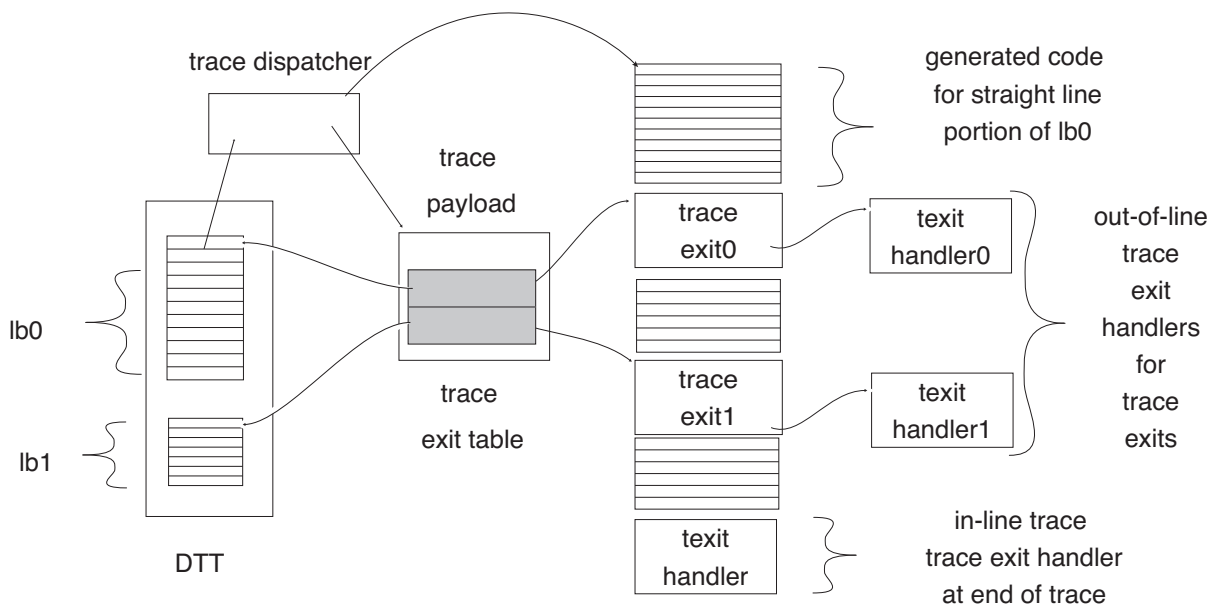 trace dispatcher
generated code
for straight line
portion of lb0
trace
payload
trace
exit0
texit
handler0
out-of-line
trace
exit
handlers
for
trace
exits
lb0
trace
exit table
trace
exit1
texit
handler1
lb1
DTT
texit
handler
in-line trace
trace exit handler
at end of trace